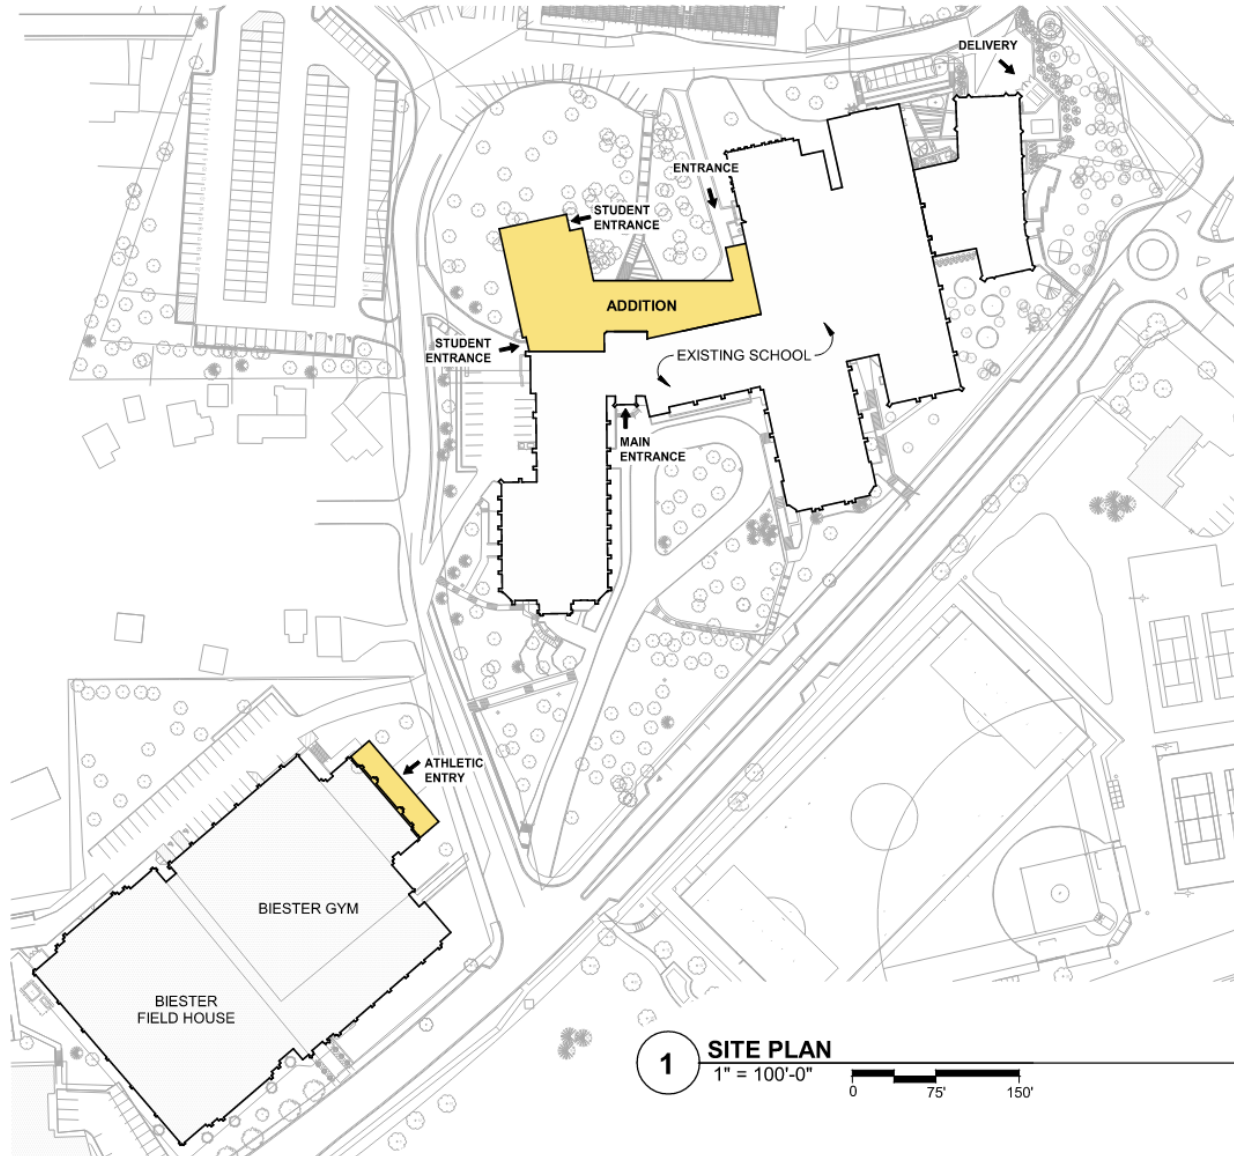 DELIVERY
ENTRANCE
STUDENT
ENTRANCE
ADDITION
STUDENT
ENTRANCE
EXISTING SCHOOL
MAIN
ENTRANCE
ATHLETIC
ENTRY
BIESTER GYM
BIESTER
FIELD HOUSE
1
SITE PLAN
1" = 100'-0"
0 75' 150'